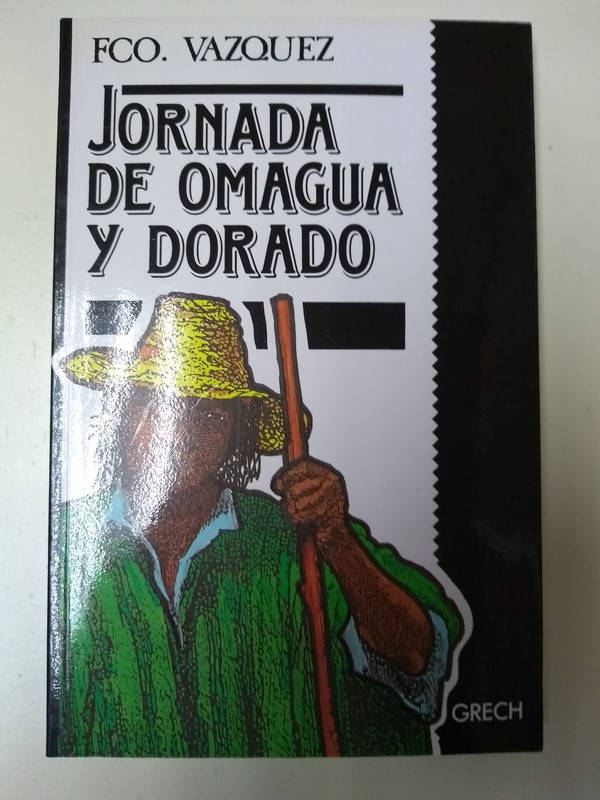 FCO. VAZQUEZ
JORNADA
DE OMAGUA
Y DORADO
GRECH